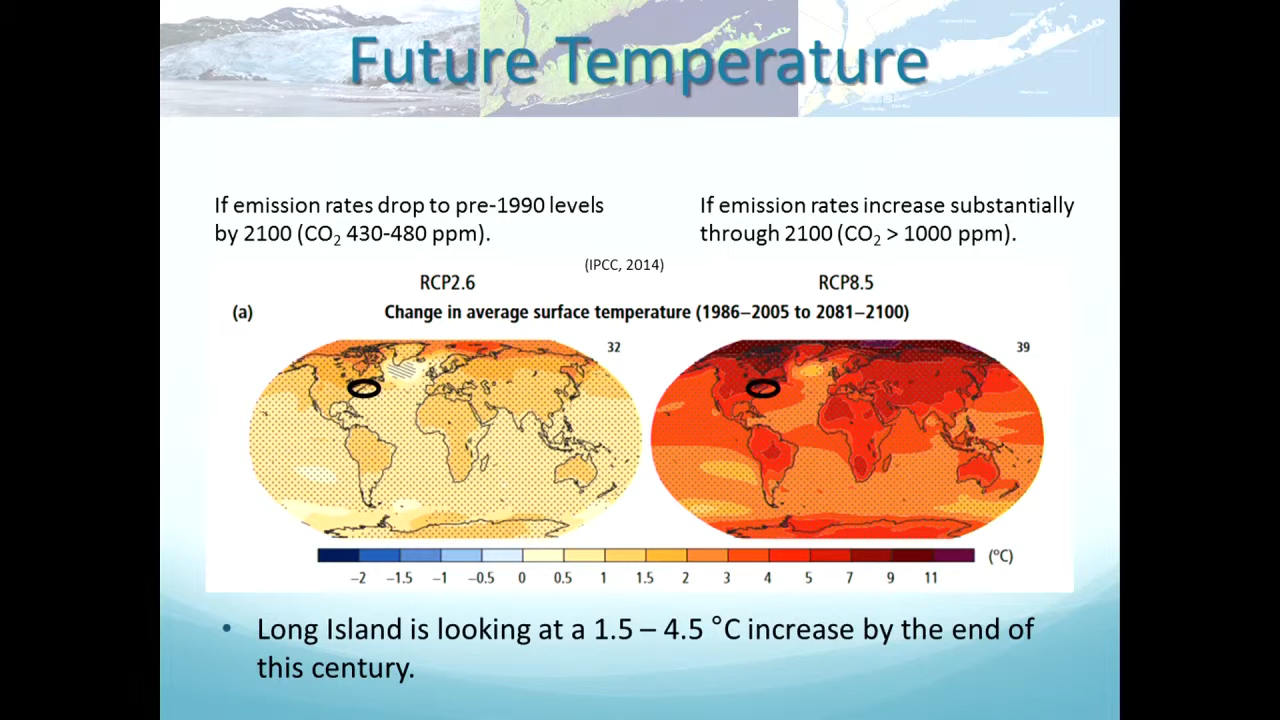 Future Temperature
If emission rates drop to pre-1990 levels
by 2100 (CO₂ 430-480 ppm).
If emission rates increase substantially
through 2100 (CO₂ > 1000 ppm).
(IPCC, 2014)
RCP2.6
RCP8.5
(a)
Change in average surface temperature (1986–2005 to 2081–2100)
32
39
−2 −1.5 −1 −0.5 0 0.5 1 1.5 2 3 4 5 7 9 11 (°C)
• Long Island is looking at a 1.5 – 4.5 °C increase by the end of
this century.